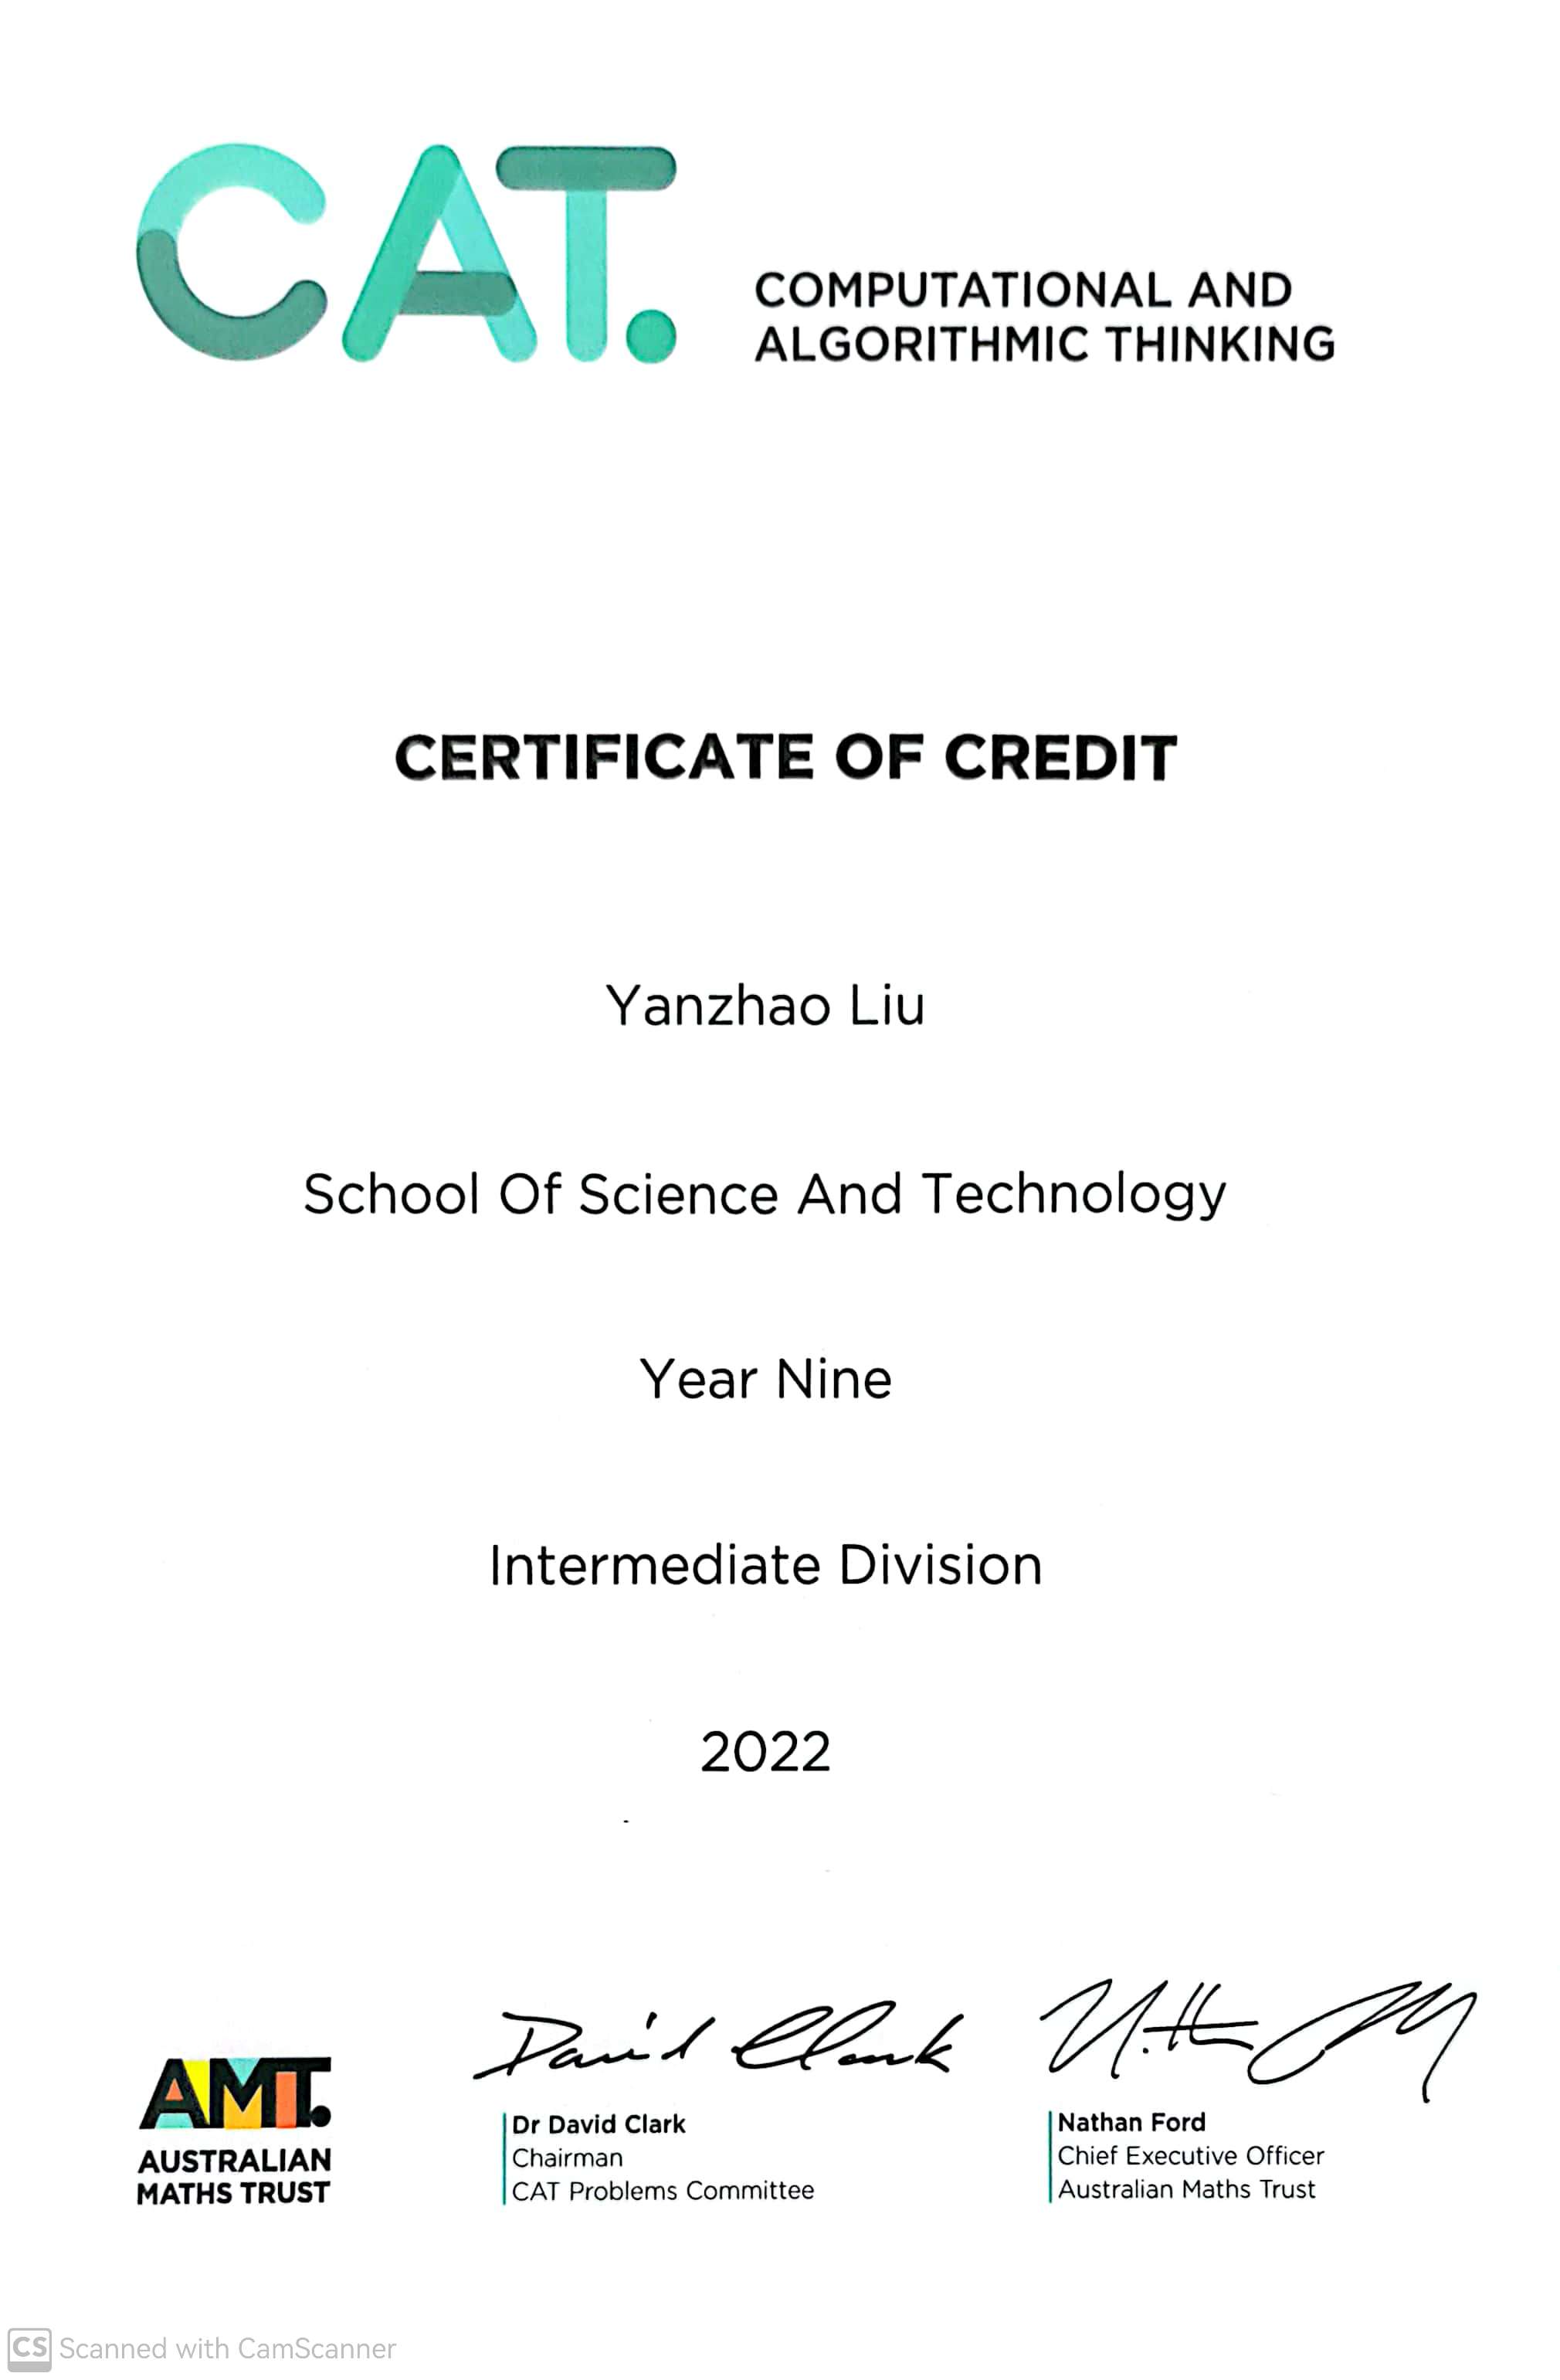 CAT.
COMPUTATIONAL AND
ALGORITHMIC THINKING
CERTIFICATE OF CREDIT
Yanzhao Liu
School Of Science And Technology
Year Nine
Intermediate Division
2022
David Clark
AMT.
AUSTRALIAN
MATHS TRUST
Dr David Clark
Chairman
CAT Problems Committee
Nathan Ford
Chief Executive Officer
Australian Maths Trust
CS Scanned with CamScanner